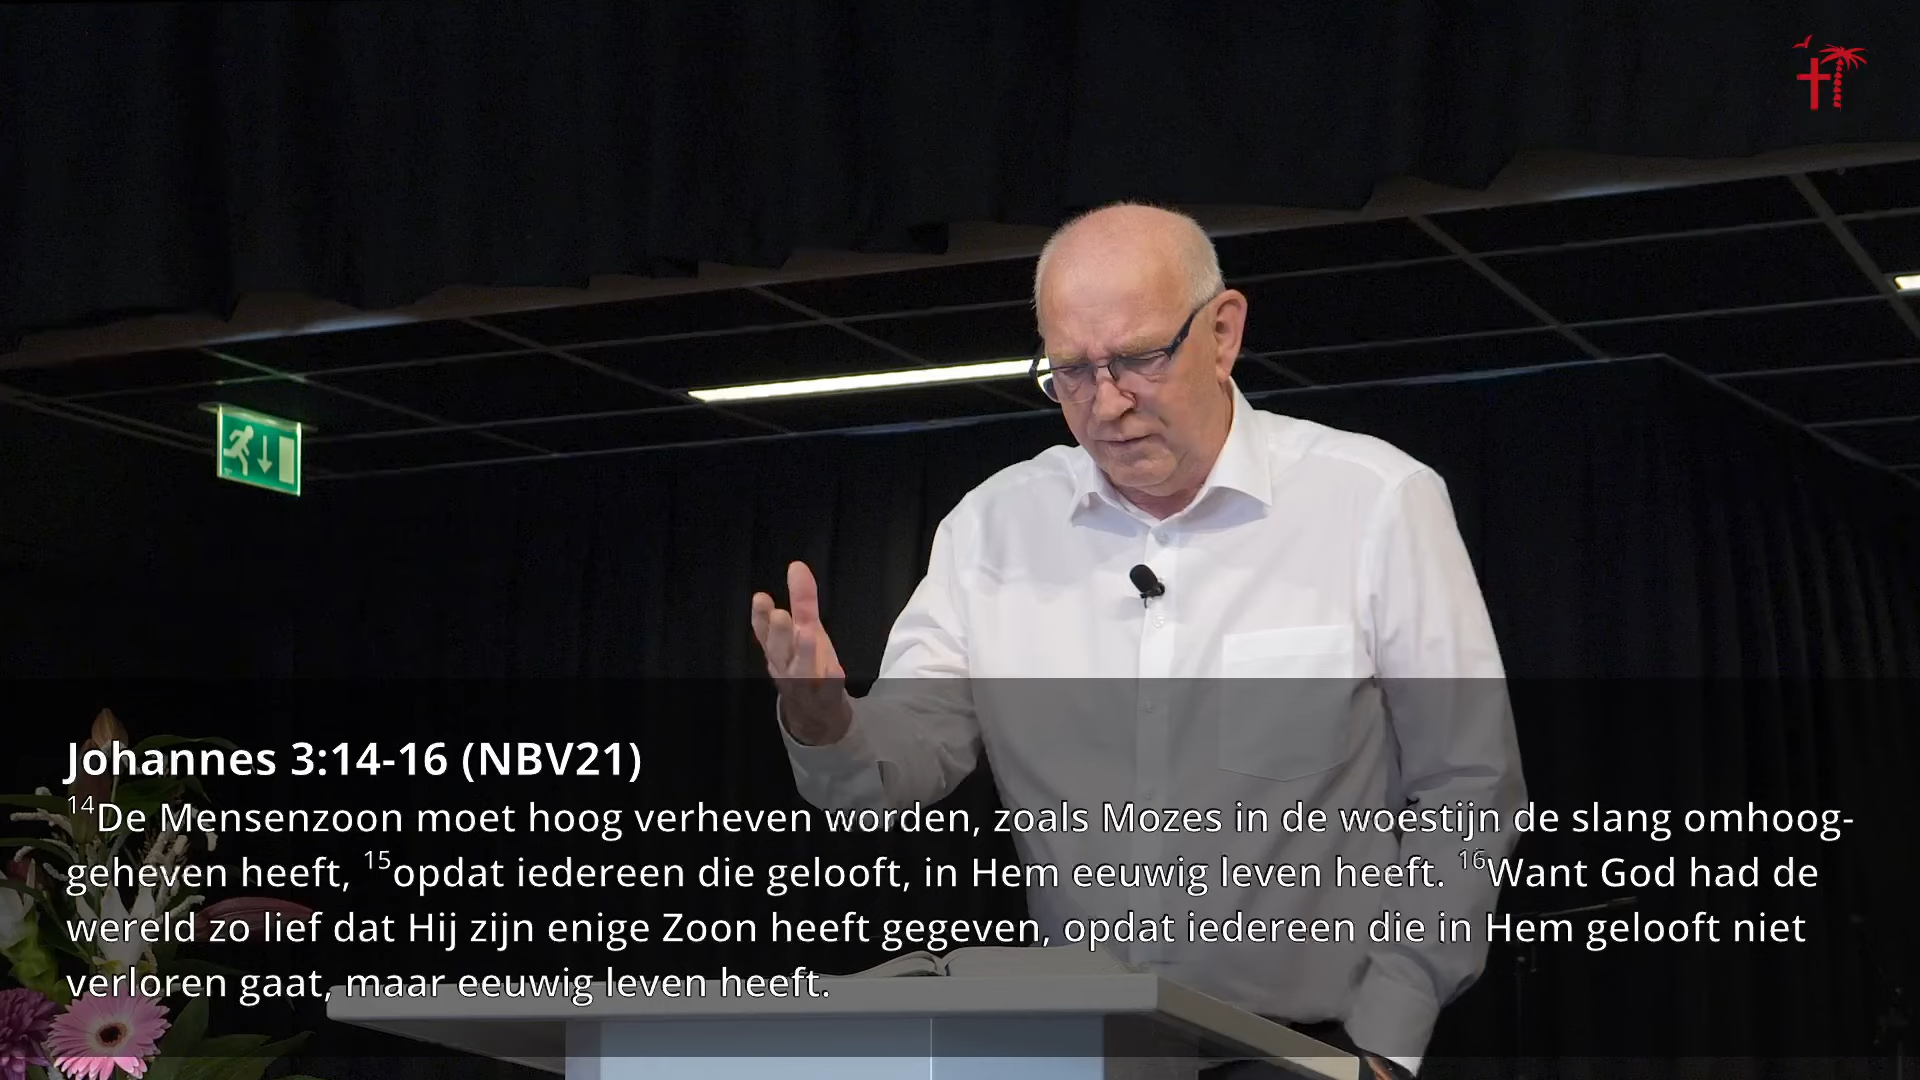 Johannes 3:14-16 (NBV21)
¹⁴De Mensenzoon moet hoog verheven worden, zoals Mozes in de woestijn de slang omhoog-
geheven heeft, ¹⁵opdat iedereen die gelooft, in Hem eeuwig leven heeft. ¹⁶Want God had de
wereld zo lief dat Hij zijn enige Zoon heeft gegeven, opdat iedereen die in Hem gelooft niet
verloren gaat, maar eeuwig leven heeft.